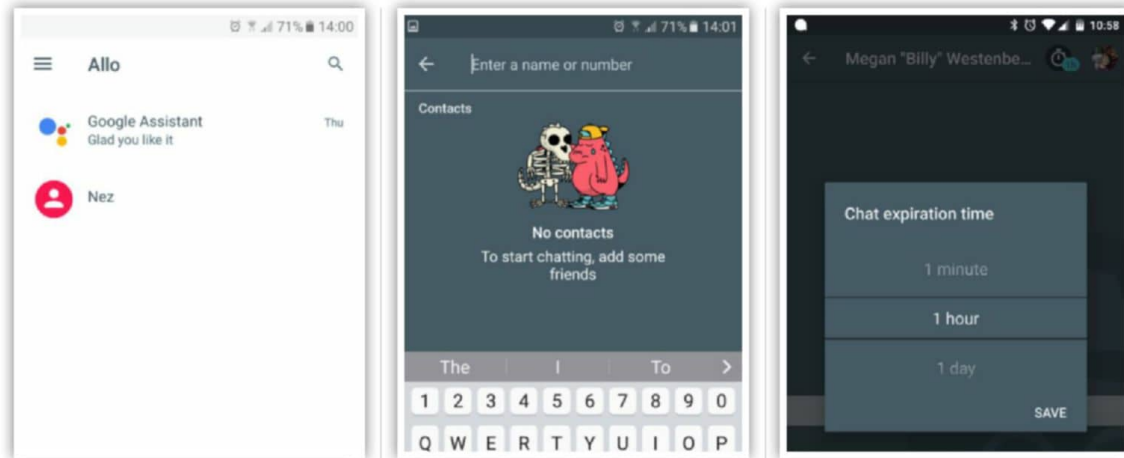 71% 14:00
Allo
Google Assistant
Thu
Glad you like it
Nez
71% 14:01
Enter a name or number
Contacts
No contacts
To start chatting, add some
friends
The I To
1 2 3 4 5 6 7 8 9 0
Q W E R T Y U I O P
10:58
Megan "Billy" Westenbe...
Chat expiration time
1 minute
1 hour
1 day
SAVE